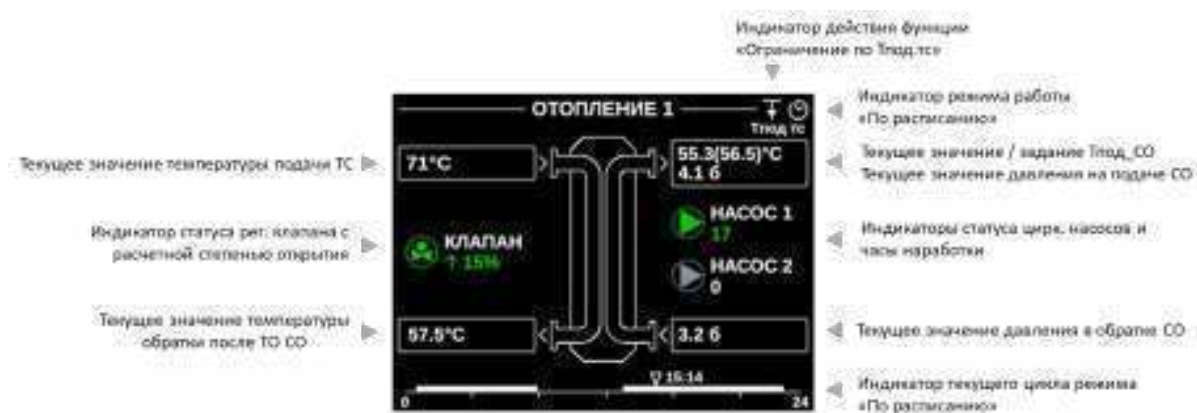 Индикатор действия функции
«Ограничение по Тпод.тс»
ОТОПЛЕНИЕ 1
Тпод тс
Индикатор режима работы
«По расписанию»
Текущее значение температуры подачи ТС
71°C
55.3(56.5)°C
4.1 б
Текущее значение / задание Тпод_СО
Текущее значение давления на подаче СО
Индикатор статуса рег. клапана с
расчетной степенью открытия
КЛАПАН
↑ 15%
НАСОС 1
17
НАСОС 2
0
Индикаторы статуса цирк. насосов и
часы наработки
Текущее значение температуры
обратки после ТО СО
57.5°C
3.2 б
Текущее значение давления в обратке СО
15:14
0
24
Индикатор текущего цикла режима
«По расписанию»